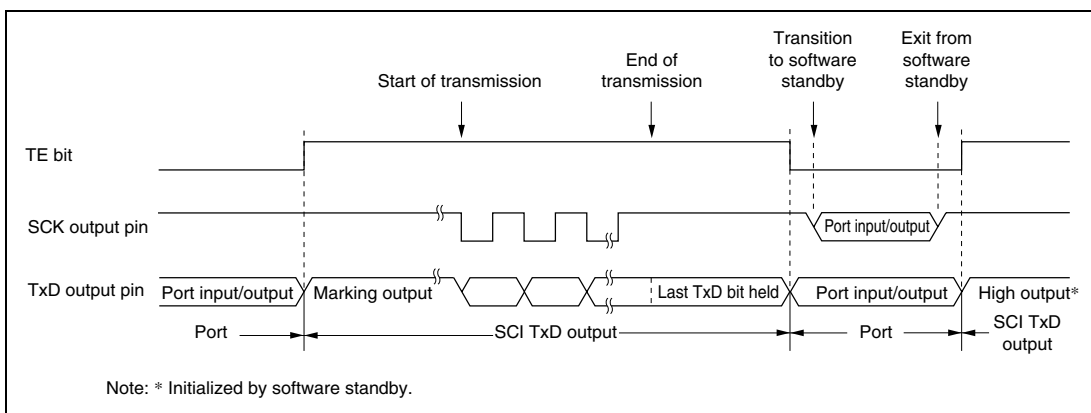 Start of transmission
End of
transmission
Transition
to software
standby
Exit from
software
standby
TE bit
SCK output pin
Port input/output
TxD output pin
Port input/output
Marking output
Last TxD bit held
Port input/output
High output*
Port
SCI TxD output
Port
SCI TxD
output
Note: * Initialized by software standby.